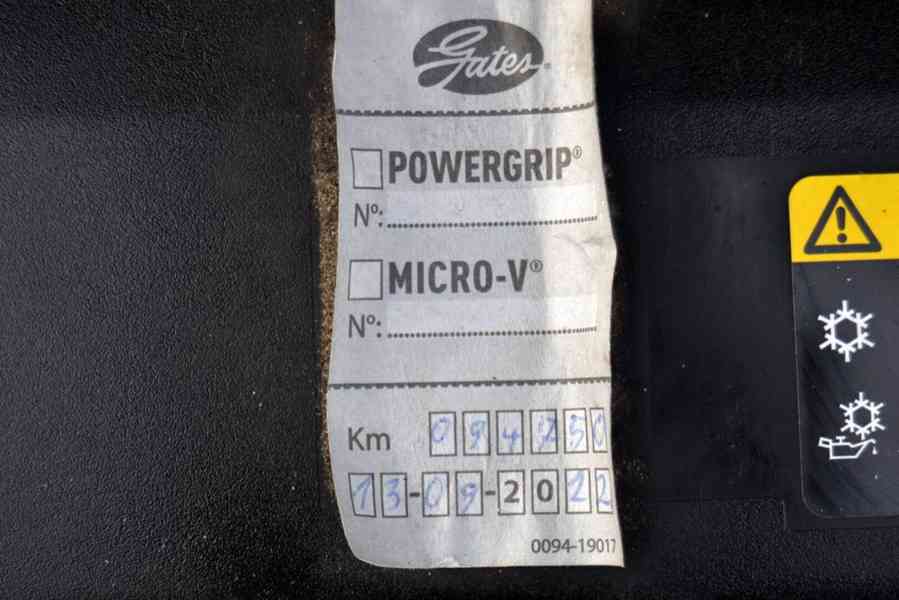 Gates
POWERGRIP®
Nº:
MICRO-V®
Nº:
Km 094250
13-09-2022
0094-19017